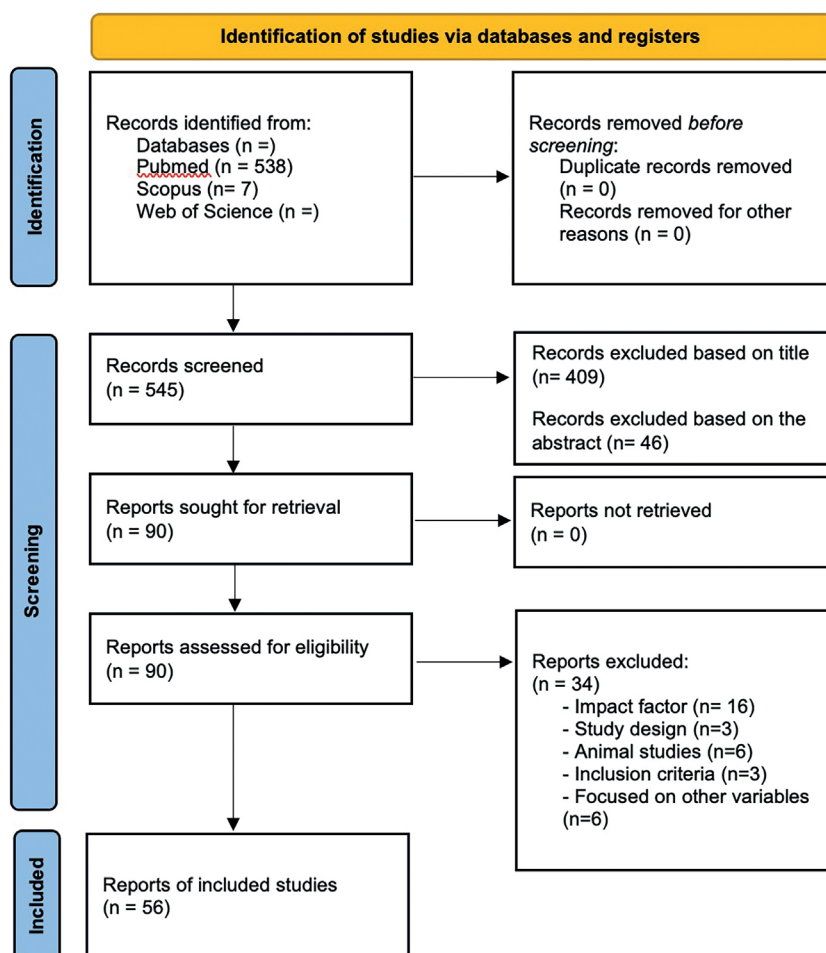 Identification of studies via databases and registers
Identification
Records identified from:
Databases (n =)
Pubmed (n = 538)
Scopus (n= 7)
Web of Science (n =)
Records removed before
screening:
Duplicate records removed
(n = 0)
Records removed for other
reasons (n = 0)
Screening
Records screened
(n = 545)
Records excluded based on title
(n= 409)
Records excluded based on the
abstract (n= 46)
Reports sought for retrieval
(n = 90)
Reports not retrieved
(n = 0)
Reports assessed for eligibility
(n = 90)
Reports excluded:
(n = 34)
- Impact factor (n= 16)
- Study design (n=3)
- Animal studies (n=6)
- Inclusion criteria (n=3)
- Focused on other variables
(n=6)
Included
Reports of included studies
(n = 56)